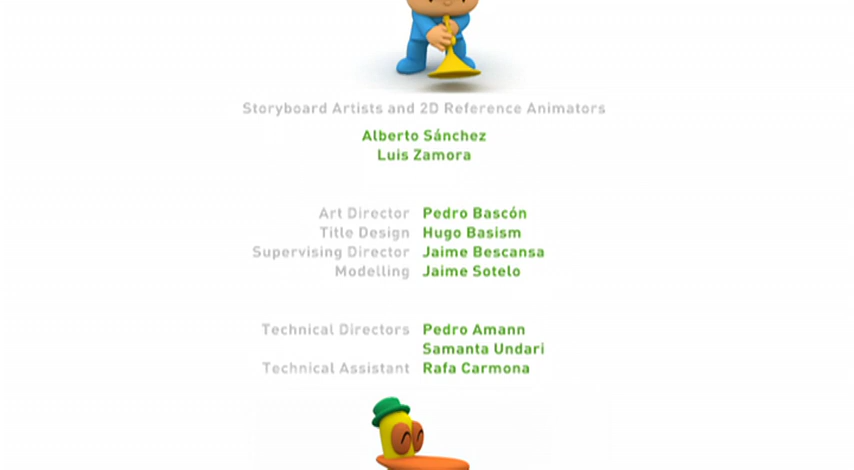 Storyboard Artists and 2D Reference Animators
Alberto Sánchez
Luis Zamora
Art Director Pedro Bascón
Title Design Hugo Basism
Supervising Director Jaime Bescansa
Modelling Jaime Sotelo
Technical Directors Pedro Amann
Samanta Undari
Technical Assistant Rafa Carmona